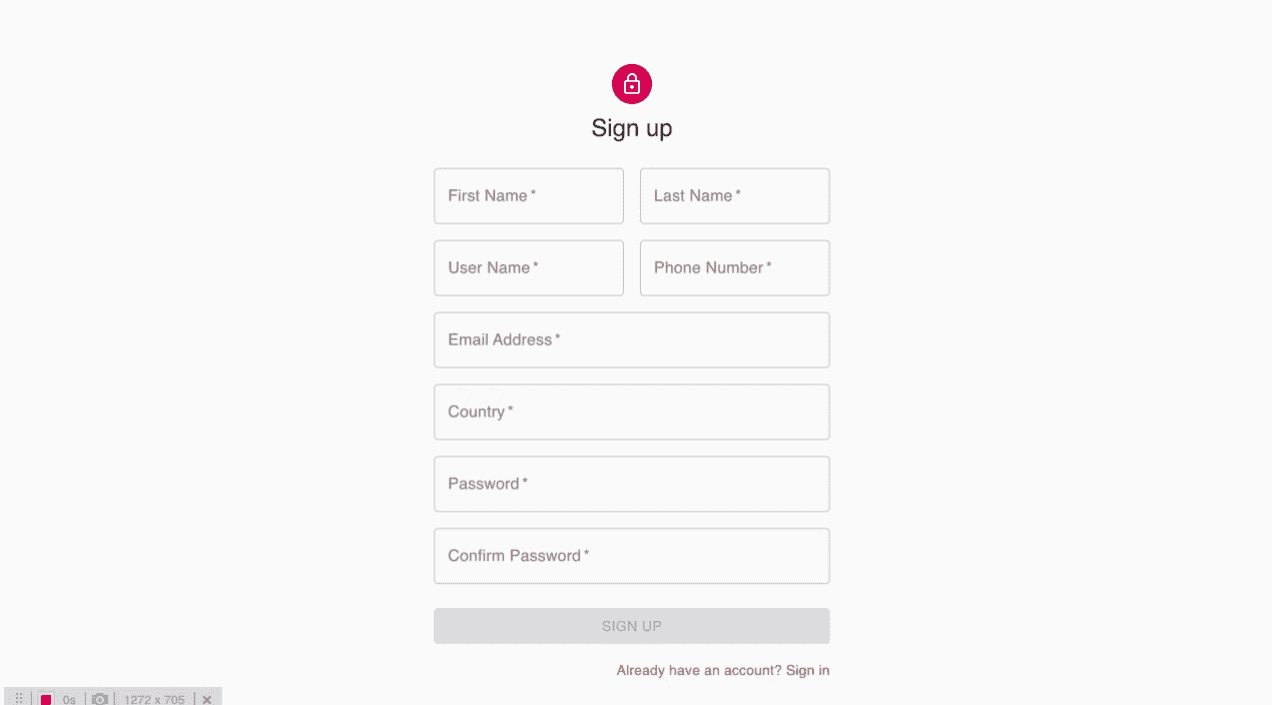 Sign up
First Name *
Last Name *
User Name *
Phone Number *
Email Address *
Country *
Password *
Confirm Password *
SIGN UP
Already have an account? Sign in
0s
1272 x 705